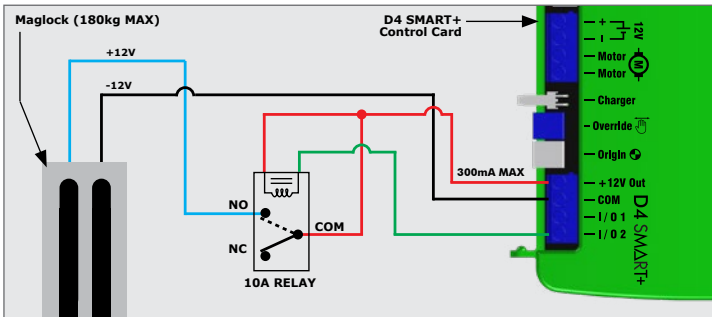 Maglock (180kg MAX)
D4 SMART+
Control Card
+12V
-12V
+
-
12V
Motor
M
Motor
Charger
Override
Origin
300mA MAX
+12V Out
COM
I / O 1
I / O 2
D4 SMART+
NO
COM
NC
10A RELAY